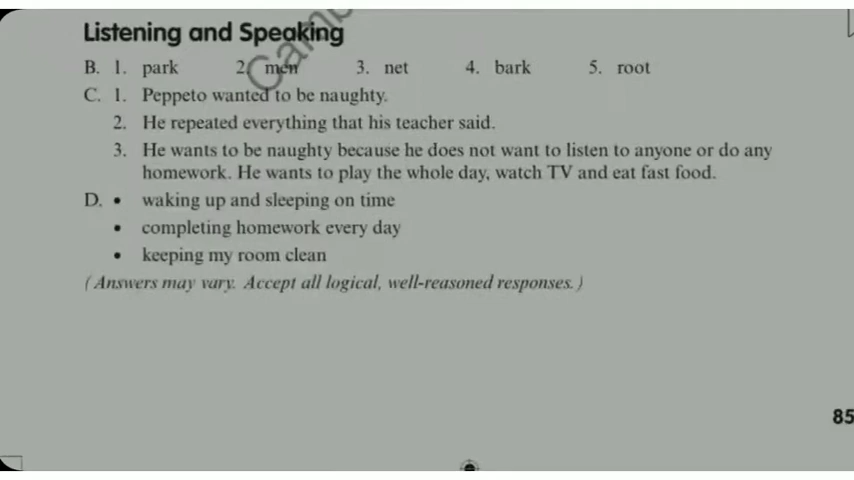 Listening and Speaking
B. 1. park 2. men 3. net 4. bark 5. root
C. 1. Peppeto wanted to be naughty.
2. He repeated everything that his teacher said.
3. He wants to be naughty because he does not want to listen to anyone or do any
homework. He wants to play the whole day, watch TV and eat fast food.
D. • waking up and sleeping on time
• completing homework every day
• keeping my room clean
(Answers may vary. Accept all logical, well-reasoned responses.)
85